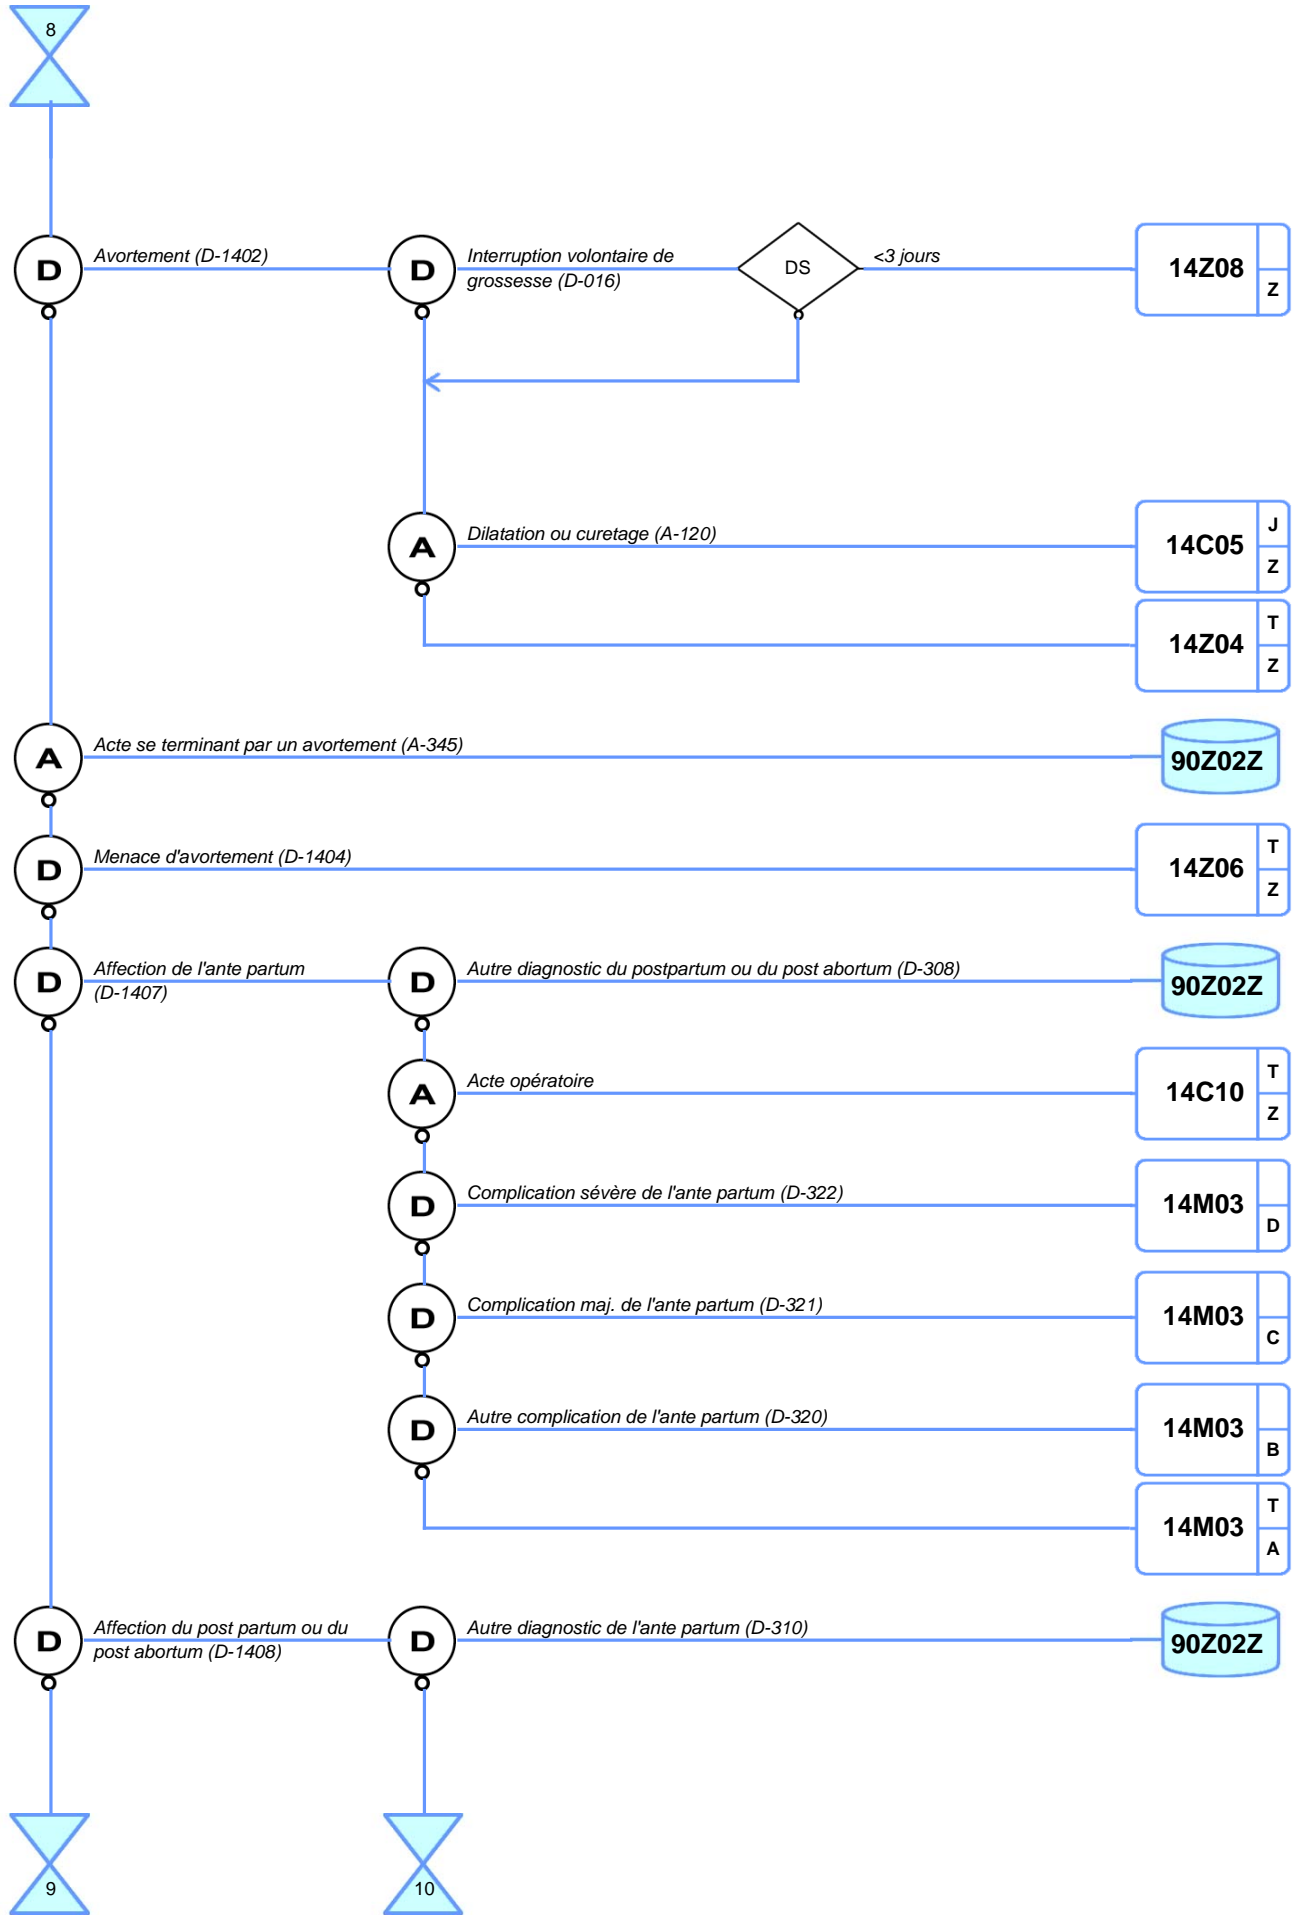 8
D
Avortement (D-1402)
D
Interruption volontaire de
grossesse (D-016)
DS
<3 jours
14Z08
Z
A
Dilatation ou curetage (A-120)
14C05
J
Z
14Z04
T
Z
A
Acte se terminant par un avortement (A-345)
90Z02Z
D
Menace d'avortement (D-1404)
14Z06
T
Z
D
Affection de l'ante partum
(D-1407)
D
Autre diagnostic du postpartum ou du post abortum (D-308)
90Z02Z
A
Acte opératoire
14C10
T
Z
D
Complication sévère de l'ante partum (D-322)
14M03
D
D
Complication maj. de l'ante partum (D-321)
14M03
C
D
Autre complication de l'ante partum (D-320)
14M03
B
14M03
T
A
D
Affection du post partum ou du
post abortum (D-1408)
D
Autre diagnostic de l'ante partum (D-310)
90Z02Z
9
10